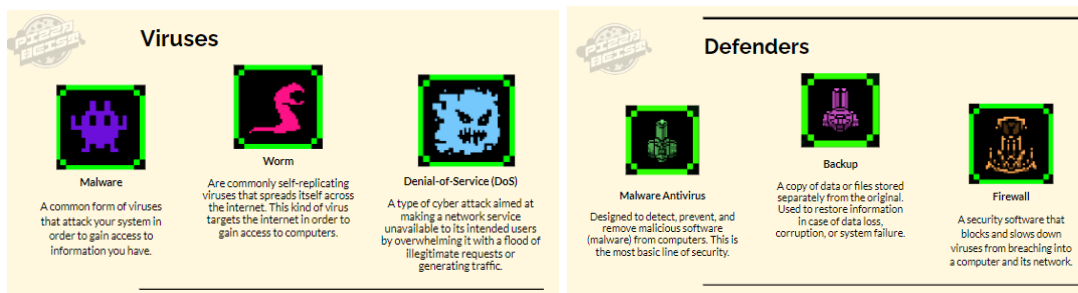 PIZZA
HEIST
Viruses
Malware
A common form of viruses
that attack your system in
order to gain access to
information you have.
Worm
Are commonly self-replicating
viruses that spreads itself across
the internet. This kind of virus
targets the internet in order to
gain access to computers.
Denial-of-Service (DoS)
A type of cyber attack aimed at
making a network service
unavailable to its intended users
by overwhelming it with a flood of
illegitimate requests or
generating traffic.
PIZZA
HEIST
Defenders
Malware Antivirus
Designed to detect, prevent, and
remove malicious software
(malware) from computers. This is
the most basic line of security.
Backup
A copy of data or files stored
separately from the original.
Used to restore information
in case of data loss,
corruption, or system failure.
Firewall
A security software that
blocks and slows down
viruses from breaching into
a computer and its network.